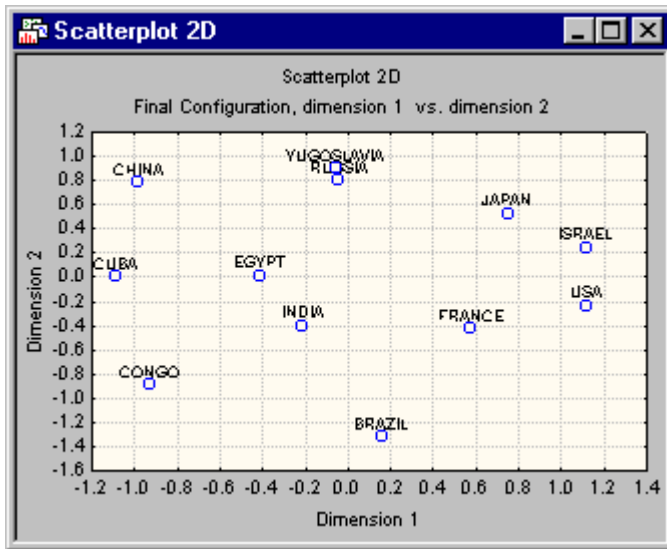 Scatterplot 2D
Scatterplot 2D
Final Configuration, dimension 1 vs. dimension 2
1.2
1.0
0.8
0.6
0.4
0.2
0.0
-0.2
-0.4
-0.6
-0.8
-1.0
-1.2
-1.4
-1.6
Dimension 2
YUGOSLAVIA
RUSSIA
CHINA
JAPAN
ISRAEL
CUBA
EGYPT
USA
INDIA
FRANCE
CONGO
BRAZIL
-1.2 -1.0 -0.8 -0.6 -0.4 -0.2 0.0 0.2 0.4 0.6 0.8 1.0 1.2 1.4
Dimension 1